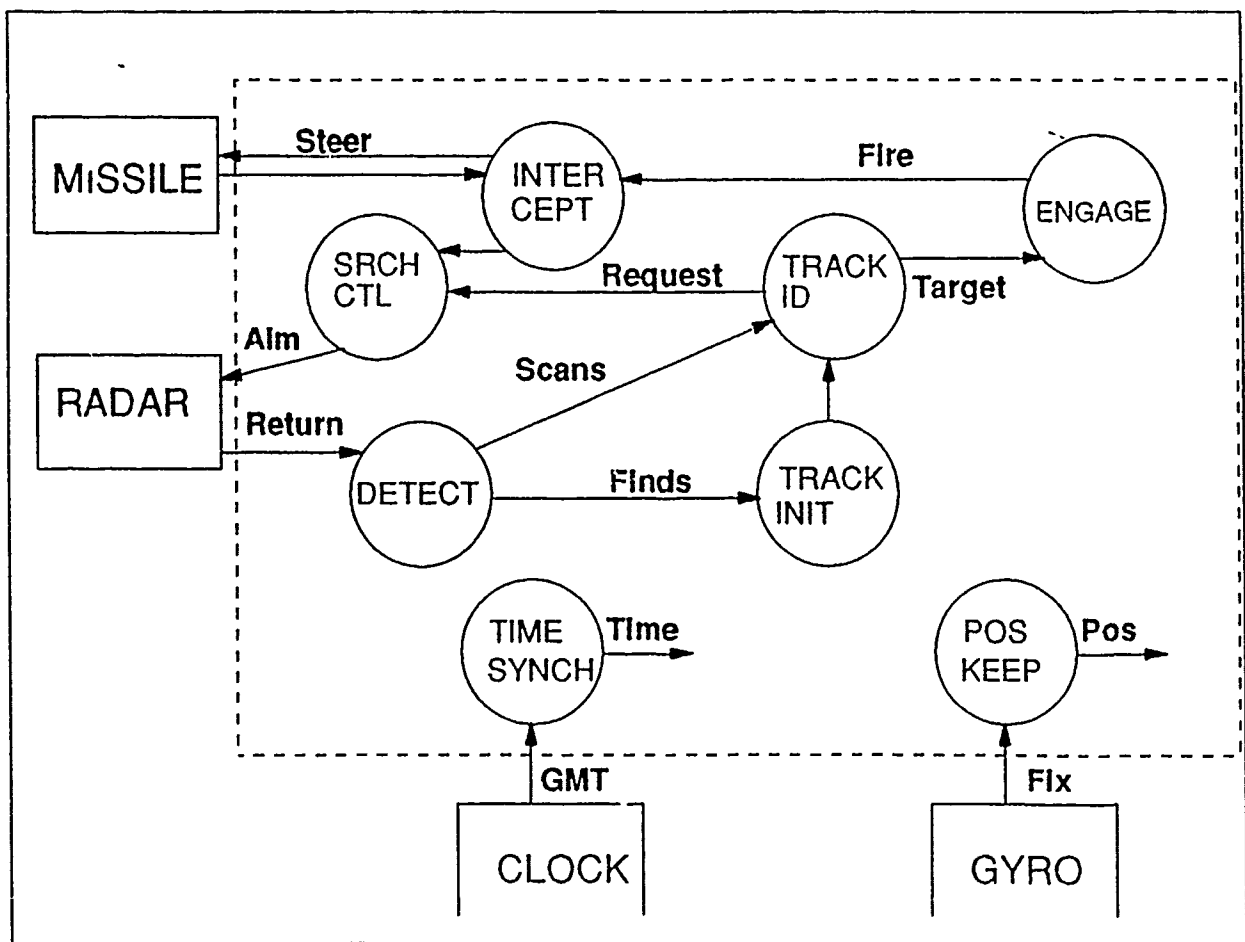 Steer
MiSSILE
INTER
CEPT
Fire
ENGAGE
SRCH
CTL
Request
TRACK
ID
Target
Aim
RADAR
Scans
Return
DETECT
Finds
TRACK
INIT
TIME
SYNCH
Time
POS
KEEP
Pos
GMT
Fix
CLOCK
GYRO